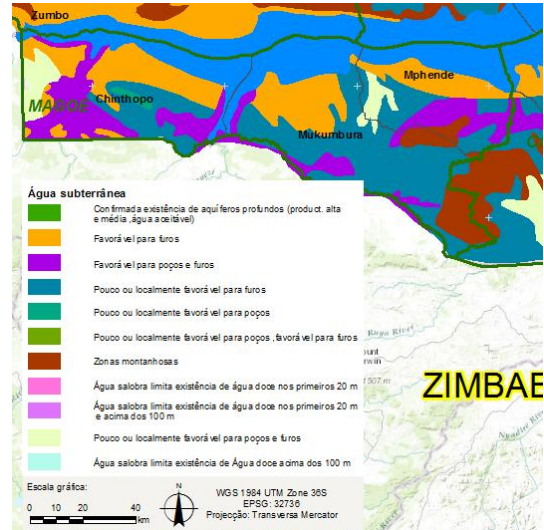 Zumbo
Mphende
MAGOE
Chinthopo
Mukumbura
Água subterrânea
Confirmada existência de aquíferos profundos (product. alta
e média ,água aceitável)
Favorável para furos
Favorável para poços e furos
Pouco ou localmente favorável para furos
Pouco ou localmente favorável para poços
Pouco ou localmente favorável para poços ,favorável para furos
Zonas montanhosas
Água salobra limita existência de água doce nos primeiros 20 m
Água salobra limita existência de água doce nos primeiros 20 m
e acima dos 100 m
Pouco ou localmente favorável para poços e furos
Água salobra limita existência de Água doce acima dos 100 m
Ruya River
1507 m
ZIMBAB
Nyadire River
Escala gráfica:
0 10 20 40
km
N
WGS 1984 UTM Zone 36S
EPSG: 32736
Projecção: Transversa Mercator